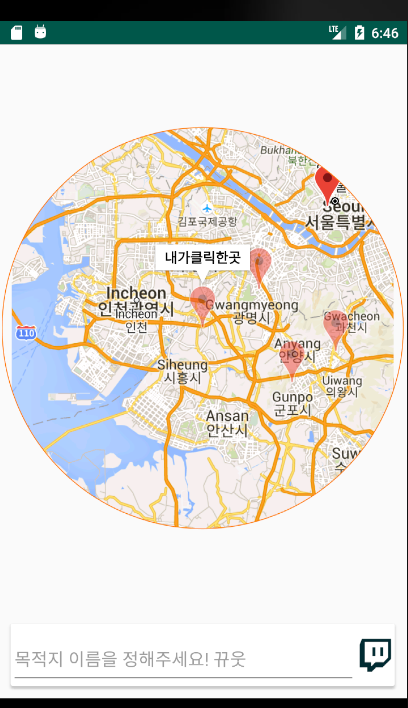 LTE 6:46
Bukhan
북한산
김포국제공항
Seoul
서울특별시
내가클릭한곳
Incheon
인천광역시
Incheon
인천
Gwangmyeong
광명시
Gwacheon
과천시
110
Anyang
안양시
Siheung
시흥시
Uiwang
의왕시
Gunpo
군포시
Ansan
안산시
Suw
수
목적지 이름을 정해주세요! 뀨웃